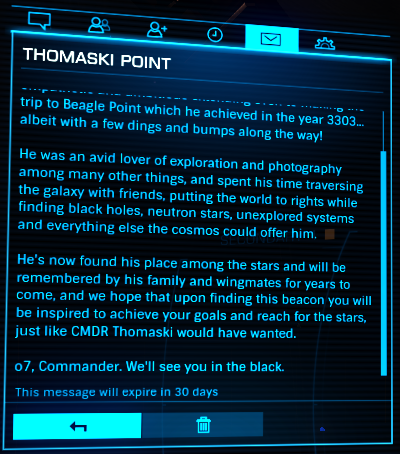 THOMASKI POINT
trip to Beagle Point which he achieved in the year 3303...
albeit with a few dings and bumps along the way!
He was an avid lover of exploration and photography
among many other things, and spent his time traversing
the galaxy with friends, putting the world to rights while
finding black holes, neutron stars, unexplored systems
and everything else the cosmos could offer him.
He's now found his place among the stars and will be
remembered by his family and wingmates for years to
come, and we hope that upon finding this beacon you will
be inspired to achieve your goals and reach for the stars,
just like CMDR Thomaski would have wanted.
o7, Commander. We'll see you in the black.
This message will expire in 30 days